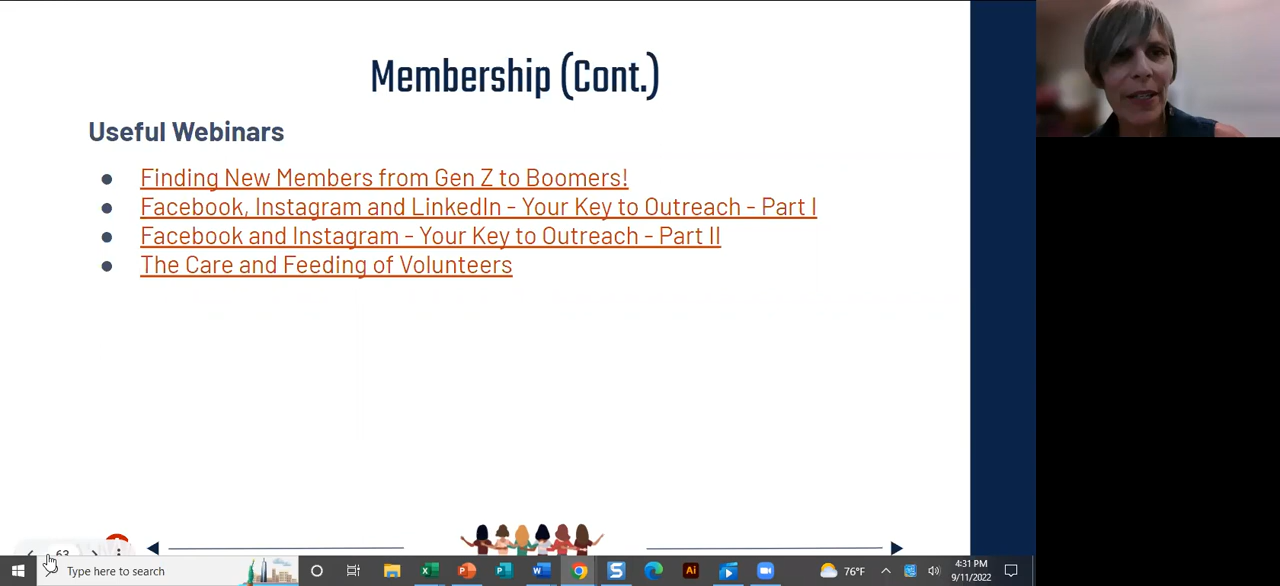 Membership (Cont.)
Useful Webinars
Finding New Members from Gen Z to Boomers!
Facebook, Instagram and LinkedIn - Your Key to Outreach - Part I
Facebook and Instagram - Your Key to Outreach - Part II
The Care and Feeding of Volunteers
63
Type here to search
76°F
4:31 PM
9/11/2022